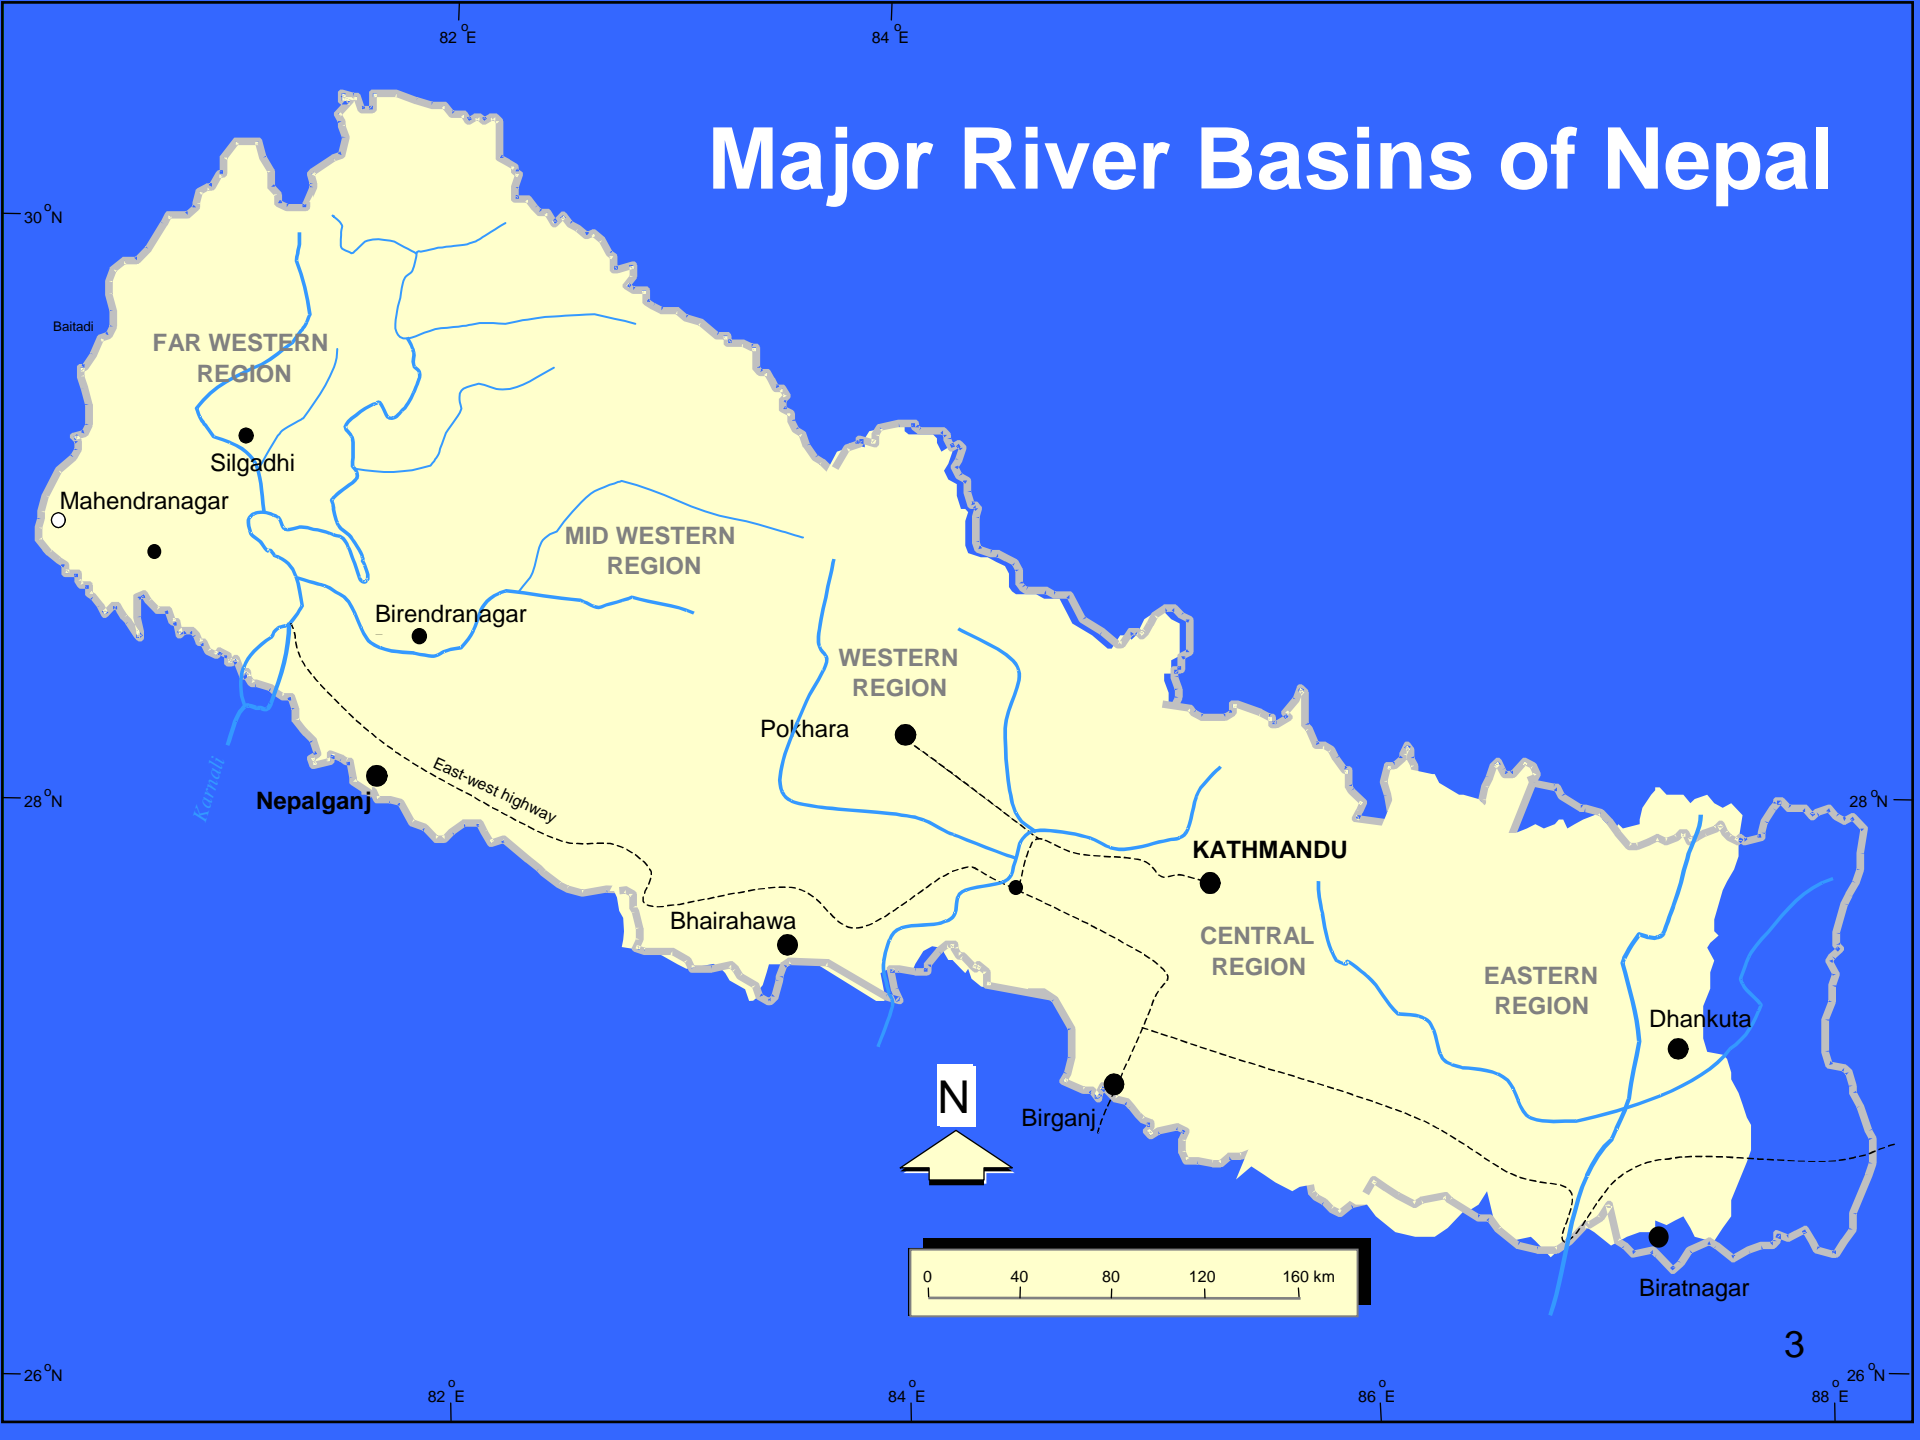 82°E
84°E
Major River Basins of Nepal
30°N
Baitadi
FAR WESTERN
REGION
Silgadhi
Mahendranagar
MID WESTERN
REGION
Birendranagar
WESTERN
REGION
Pokhara
Karnali
East-west highway
Nepalganj
28°N
28°N
KATHMANDU
Bhairahawa
CENTRAL
REGION
EASTERN
REGION
Dhankuta
N
Birganj
0 40 80 120 160 km
Biratnagar
3
26°N
26°N
82°E
84°E
86°E
88°E